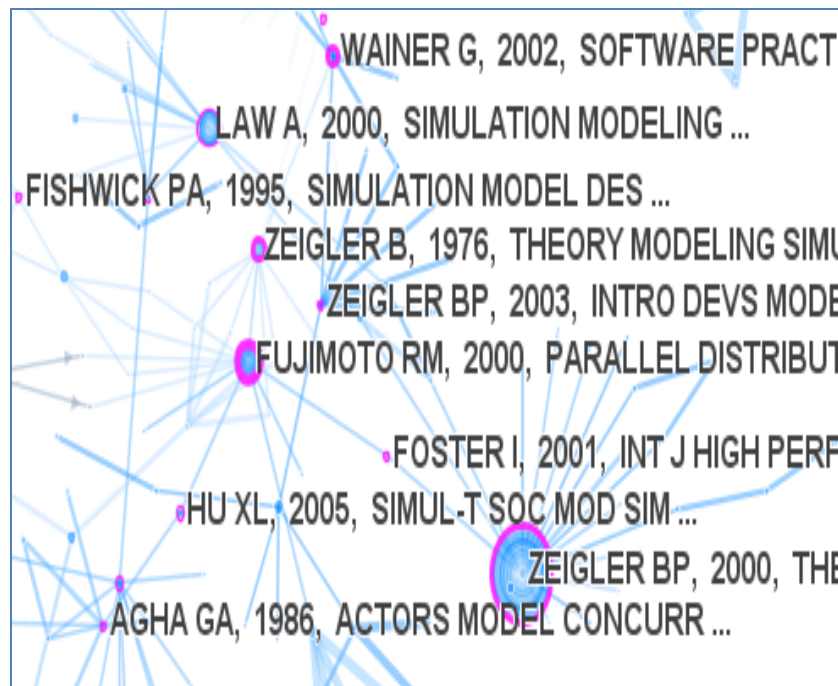 WAINER G, 2002, SOFTWARE PRACT
LAW A, 2000, SIMULATION MODELING ...
FISHWICK PA, 1995, SIMULATION MODEL DES ...
ZEIGLER B, 1976, THEORY MODELING SIMU
ZEIGLER BP, 2003, INTRO DEVS MODE
FUJIMOTO RM, 2000, PARALLEL DISTRIBUT
FOSTER I, 2001, INT J HIGH PERF
HU XL, 2005, SIMUL-T SOC MOD SIM ...
ZEIGLER BP, 2000, THE
AGHA GA, 1986, ACTORS MODEL CONCURR ...